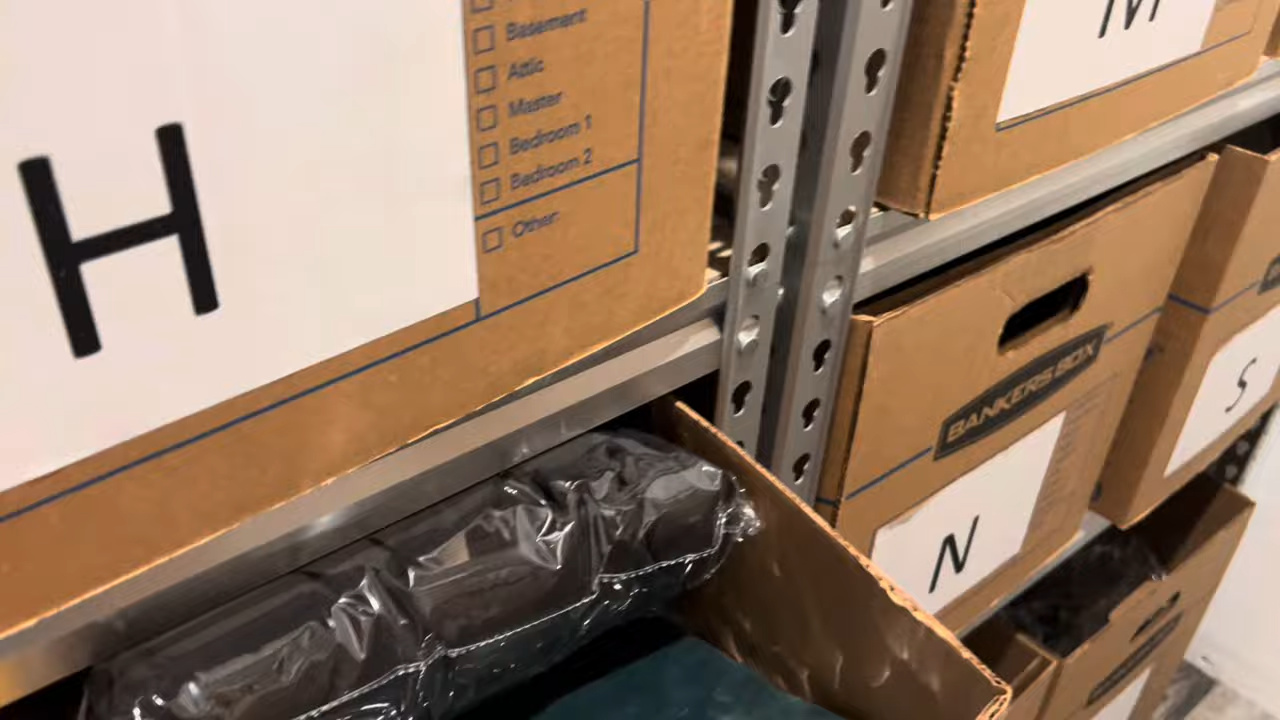 H
Basement
Attic
Master
Bedroom 1
Bedroom 2
Other:
M
BANKERS BOX
N
S